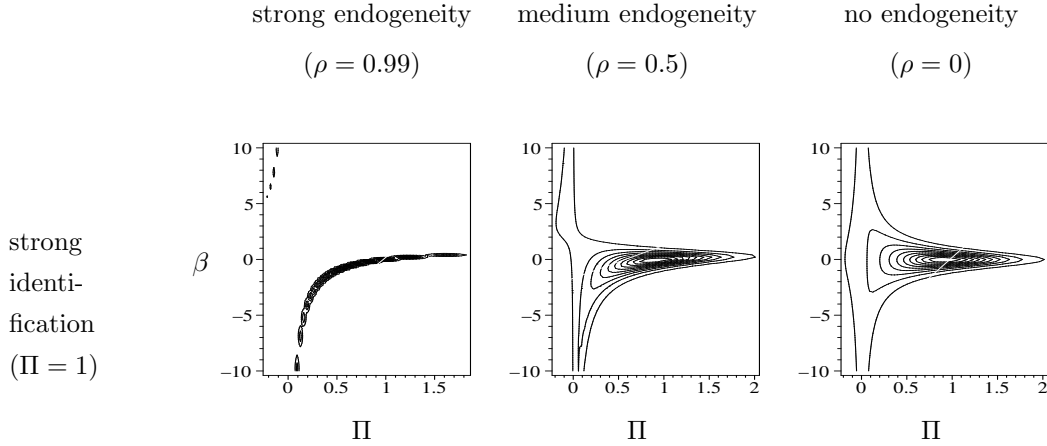 strong endogeneity medium endogeneity no endogeneity
(ρ = 0.99) (ρ = 0.5) (ρ = 0)
10 10 10
5 5 5
strong
β 0 0 0
identi-
fication
−5 −5 −5
(Π = 1)
−10 −10 −10
0 0.5 1 1.5 0 0.5 1 1.5 2 0 0.5 1 1.5 2
Π Π Π